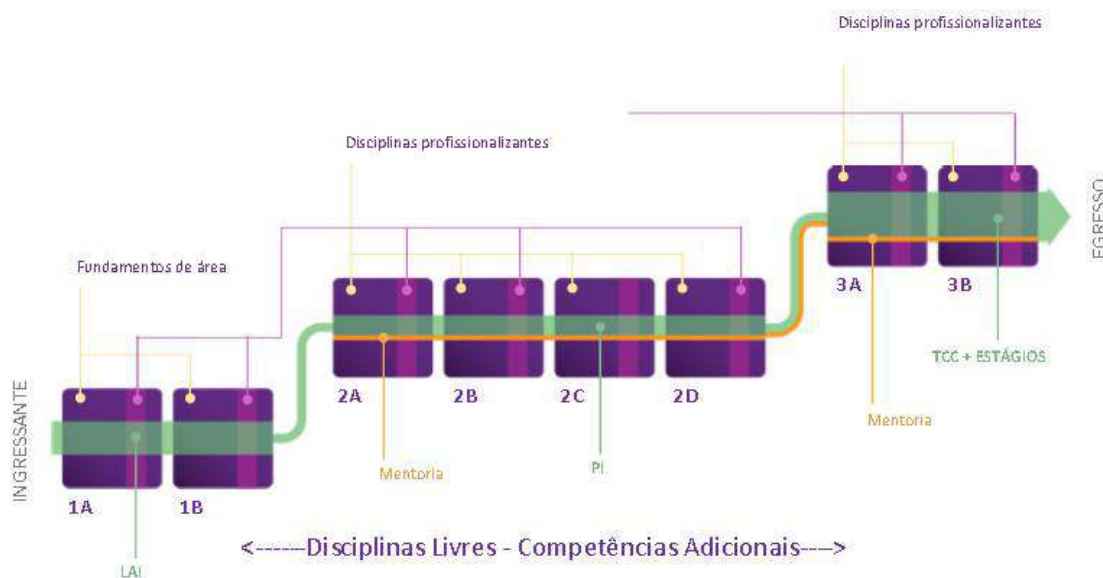 Disciplinas profissionalizantes
Disciplinas profissionalizantes
Fundamentos de área
EGRESSO
3A
3B
TCC + ESTÁGIOS
Mentoria
2A
2B
2C
2D
Mentoria
PI
INGRESSANTE
1A
1B
LAI
<------Disciplinas Livres - Competências Adicionais---->